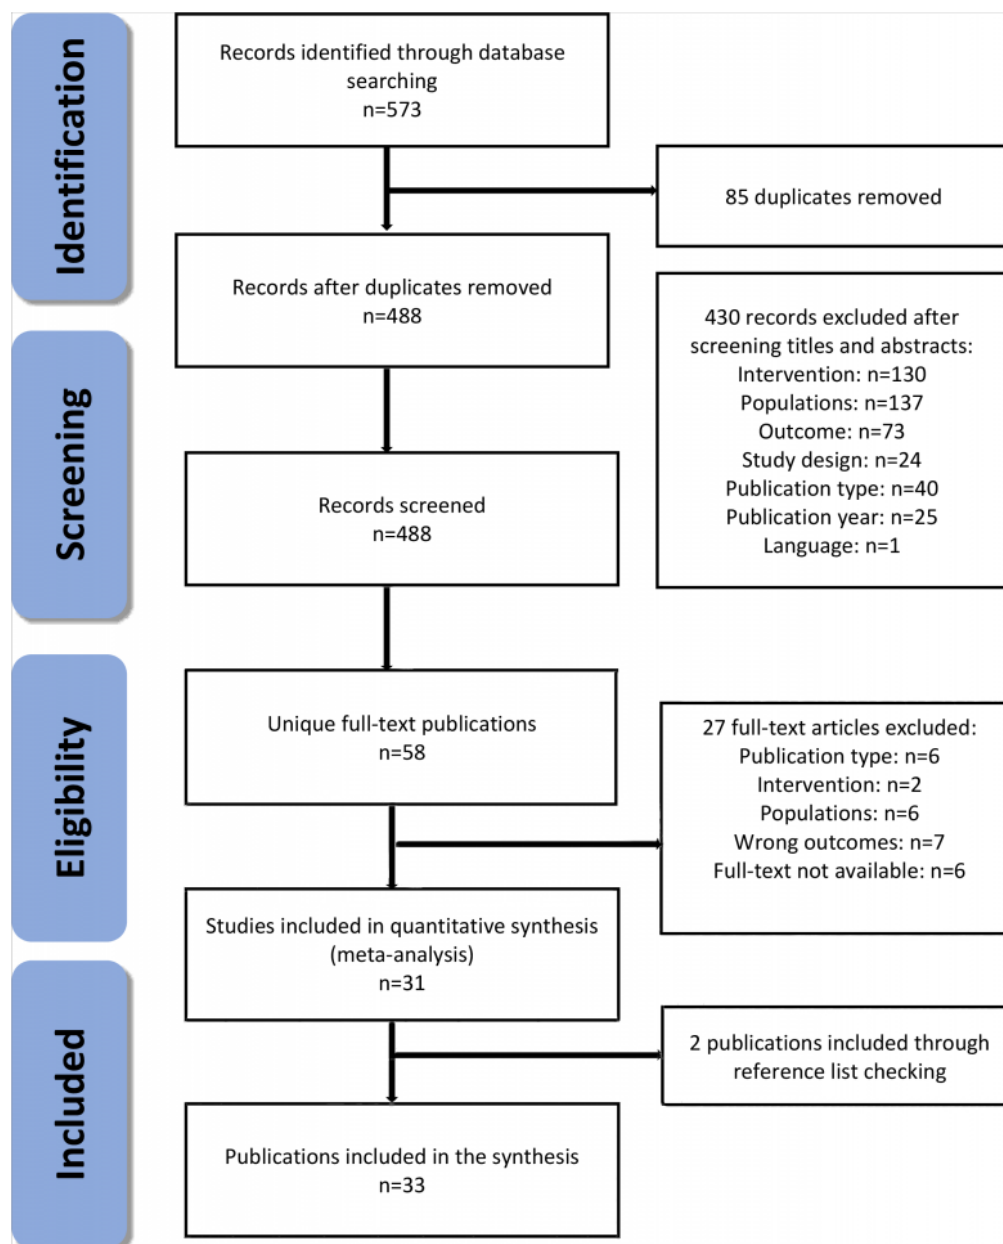 Identification
Records identified through database
searching
n=573
85 duplicates removed
Records after duplicates removed
n=488
Screening
430 records excluded after
screening titles and abstracts:
Intervention: n=130
Populations: n=137
Outcome: n=73
Study design: n=24
Publication type: n=40
Publication year: n=25
Language: n=1
Records screened
n=488
Eligibility
Unique full-text publications
n=58
27 full-text articles excluded:
Publication type: n=6
Intervention: n=2
Populations: n=6
Wrong outcomes: n=7
Full-text not available: n=6
Studies included in quantitative synthesis
(meta-analysis)
n=31
Included
2 publications included through
reference list checking
Publications included in the synthesis
n=33